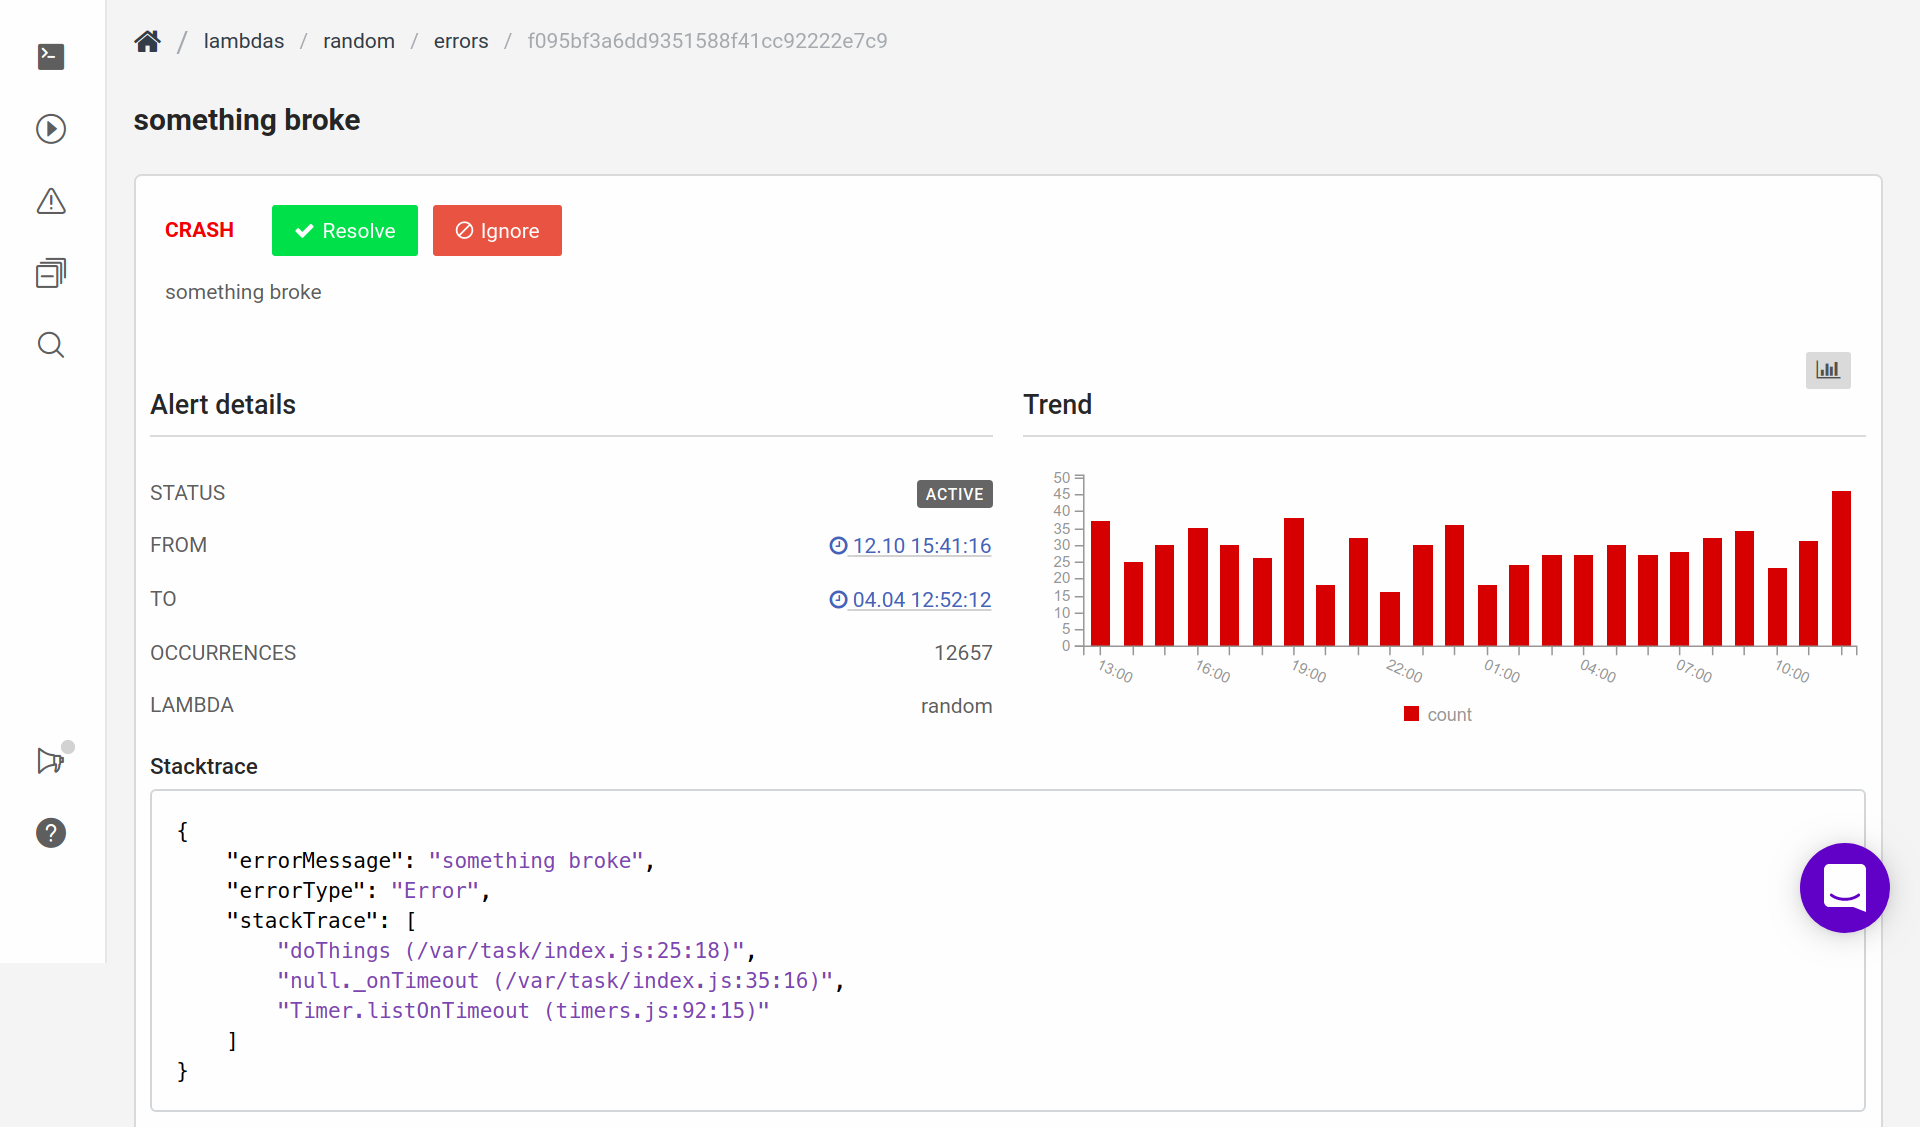 / lambdas / random / errors / f095bf3a6dd9351588f41cc92222e7c9
something broke
CRASH Resolve Ignore
something broke
Alert details
STATUS ACTIVE
FROM 12.10 15:41:16
TO 04.04 12:52:12
OCCURRENCES 12657
LAMBDA random
Trend
50
45
40
35
30
25
20
15
10
5
0
13:00 16:00 19:00 22:00 01:00 04:00 07:00 10:00
count
Stacktrace
{
    "errorMessage": "something broke",
    "errorType": "Error",
    "stackTrace": [
        "doThings (/var/task/index.js:25:18)",
        "null._onTimeout (/var/task/index.js:35:16)",
        "Timer.listOnTimeout (timers.js:92:15)"
    ]
}